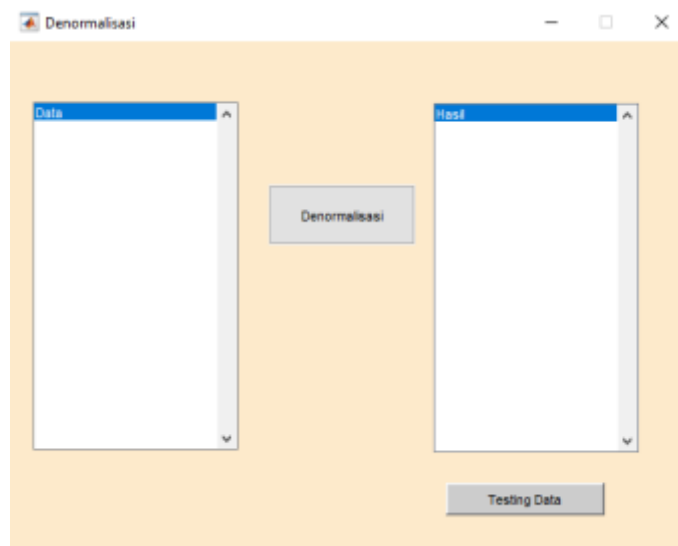 Denormalisasi
Data
Hasil
Denormalisasi
Testing Data